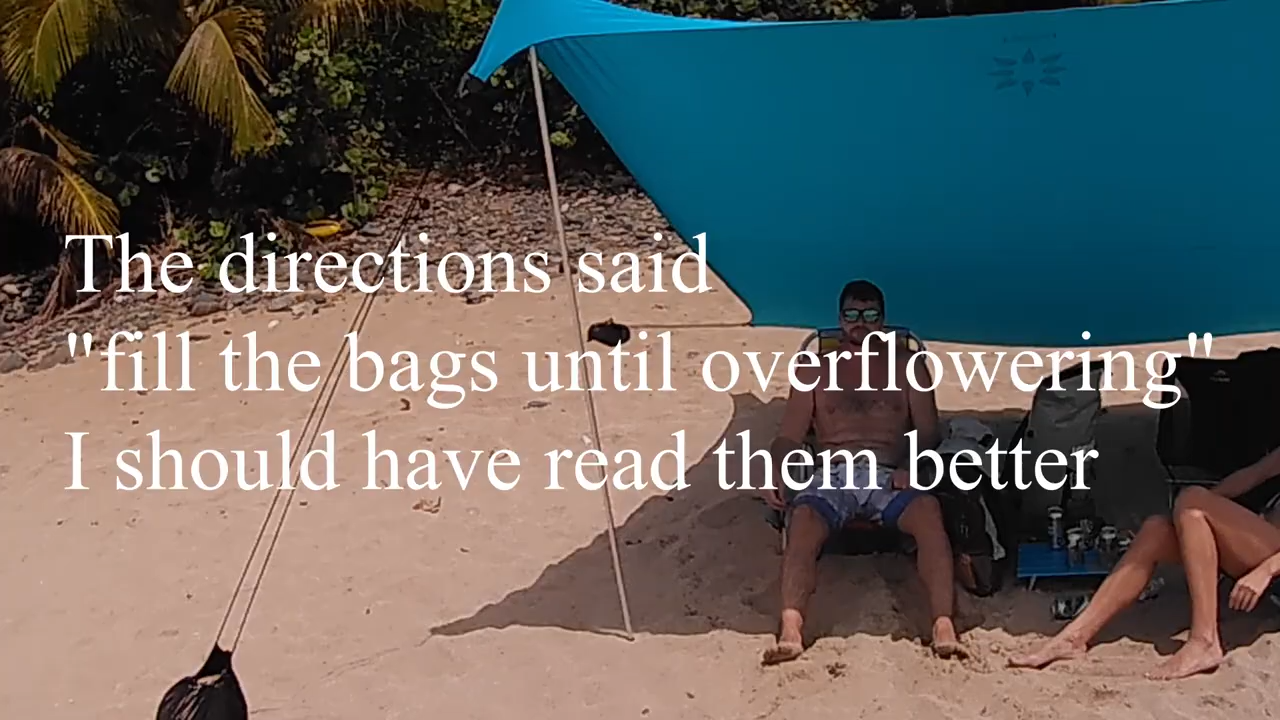 The directions said
"fill the bags until overflowering"
I should have read them better